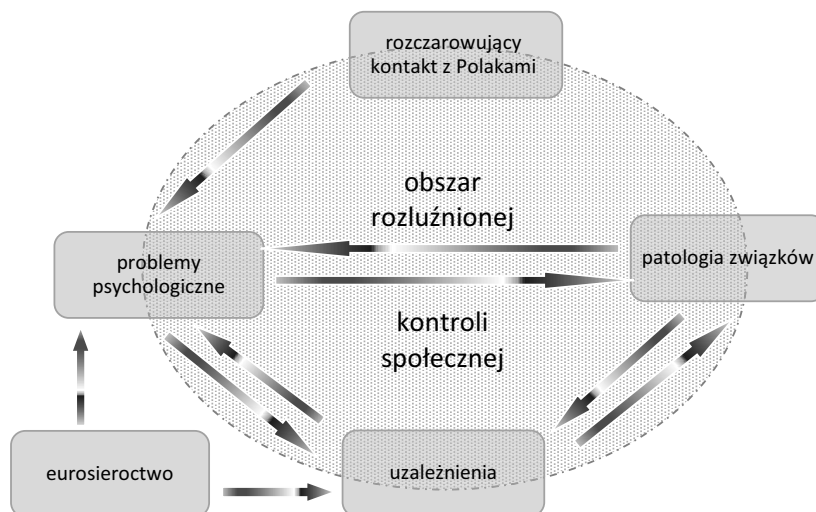 rozczarowujący
kontakt z Polakami
obszar
rozluźnionej
problemy
psychologiczne
patologia związków
kontroli
społecznej
eurosieroctwo
uzależnienia